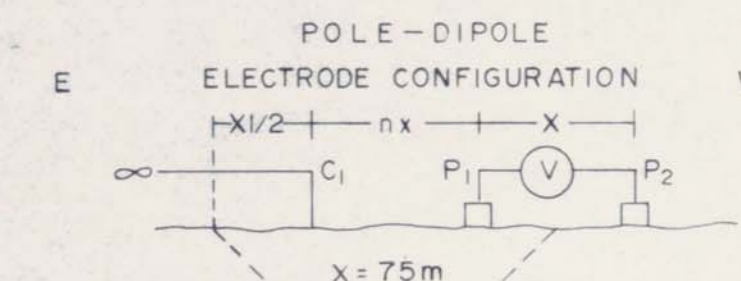 POLE-DIPOLE
E ELECTRODE CONFIGURATION
X1/2 nx X
∞ C1 P1 V P2
X = 75m